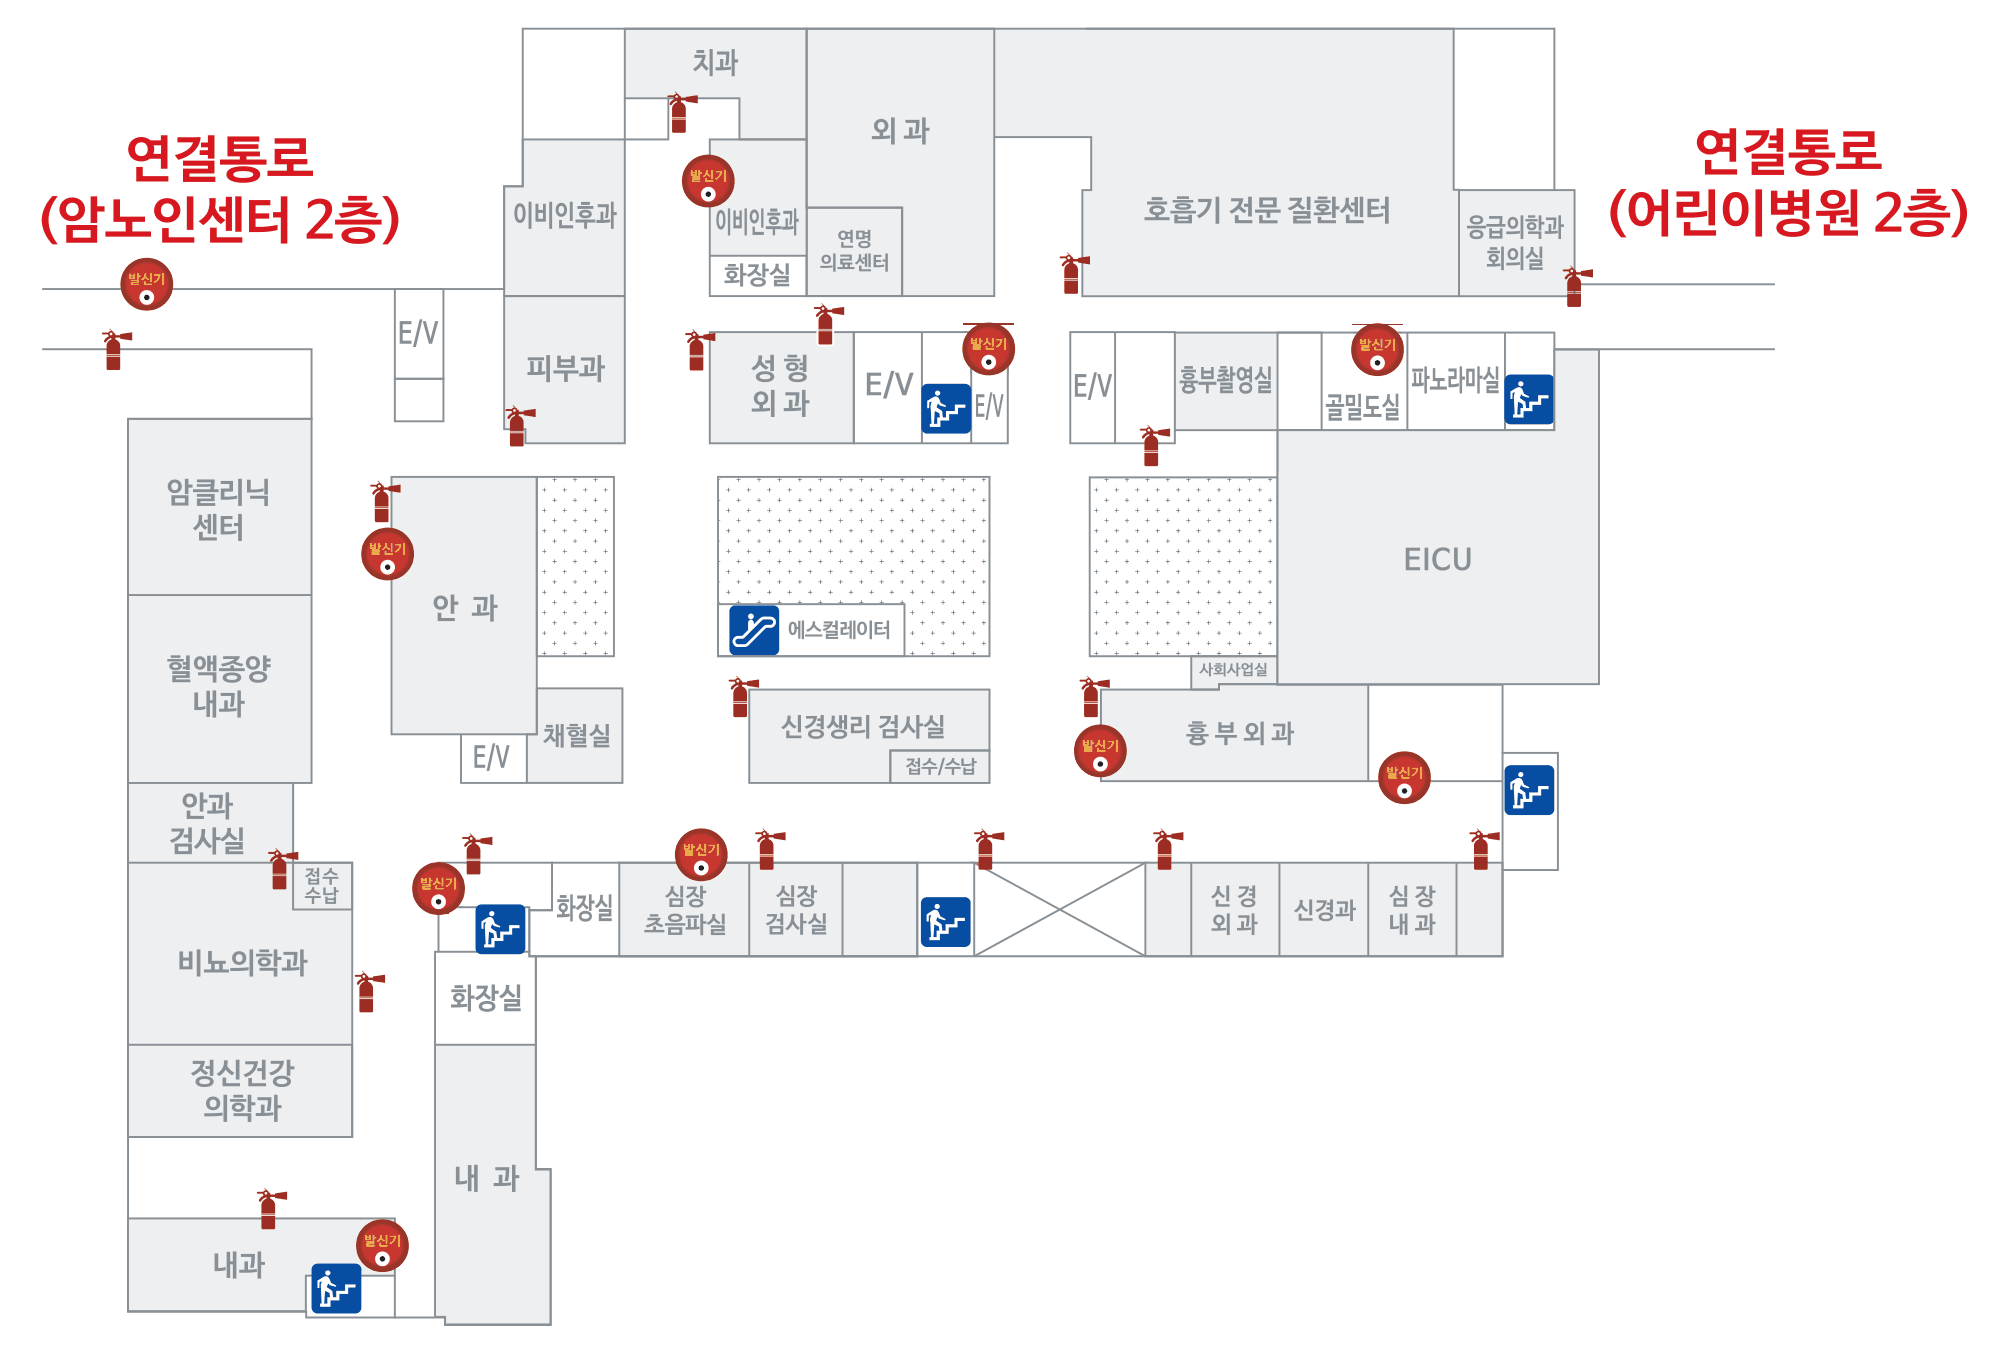 치과
외 과
연결통로
(암노인센터 2층)
연결통로
(어린이병원 2층)
발신기
이비인후과
이비인후과
화장실
연명
의료센터
호흡기 전문 질환센터
응급의학과
회의실
발신기
E/V
피부과
성 형
외 과
E/V
발신기
E/V
E/V
흉부촬영실
발신기
골밀도실
파노라마실
암클리닉
센터
발신기
안 과
에스컬레이터
EICU
사회사업실
혈액종양
내과
E/V
채혈실
신경생리 검사실
접수/수납
흉 부 외 과
발신기
발신기
안과
검사실
접수
수납
발신기
화장실
발신기
심장
초음파실
심장
검사실
신 경
외 과
신경과
심 장
내 과
비뇨의학과
화장실
정신건강
의학과
내 과
내과
발신기